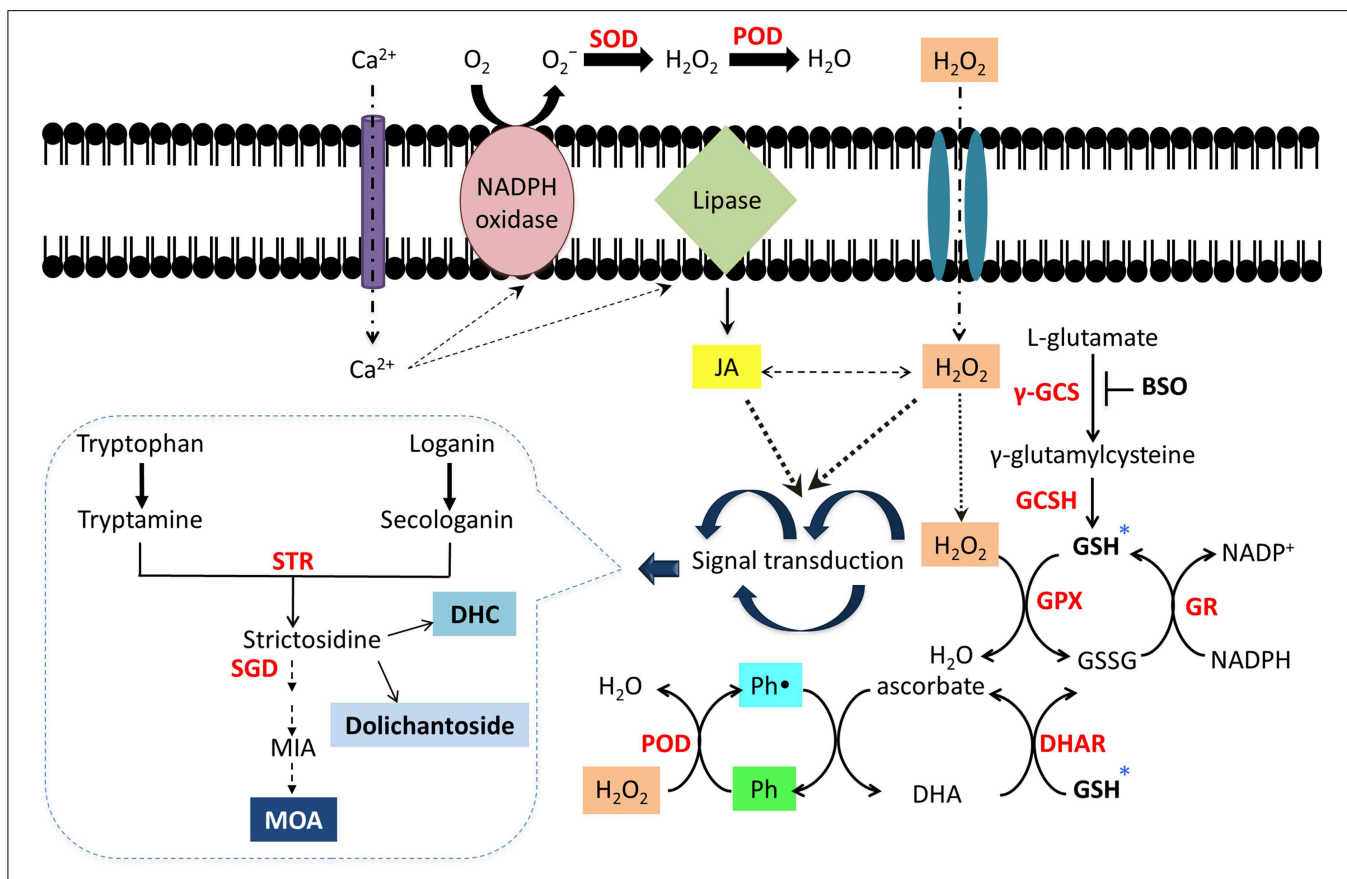 SOD
POD
Ca²⁺
O₂
O₂⁻
H₂O₂
H₂O
H₂O₂
NADPH
oxidase
Lipase
Ca²⁺
JA
H₂O₂
L-glutamate
γ-GCS
BSO
γ-glutamylcysteine
GCSH
Tryptophan
Loganin
Tryptamine
Secologanin
STR
Strictosidine
DHC
SGD
Dolichantoside
MIA
MOA
Signal transduction
H₂O₂
GSH*
NADP⁺
GPX
GR
H₂O
GSSG
NADPH
ascorbate
H₂O
Ph•
POD
DHAR
H₂O₂
Ph
DHA
GSH*